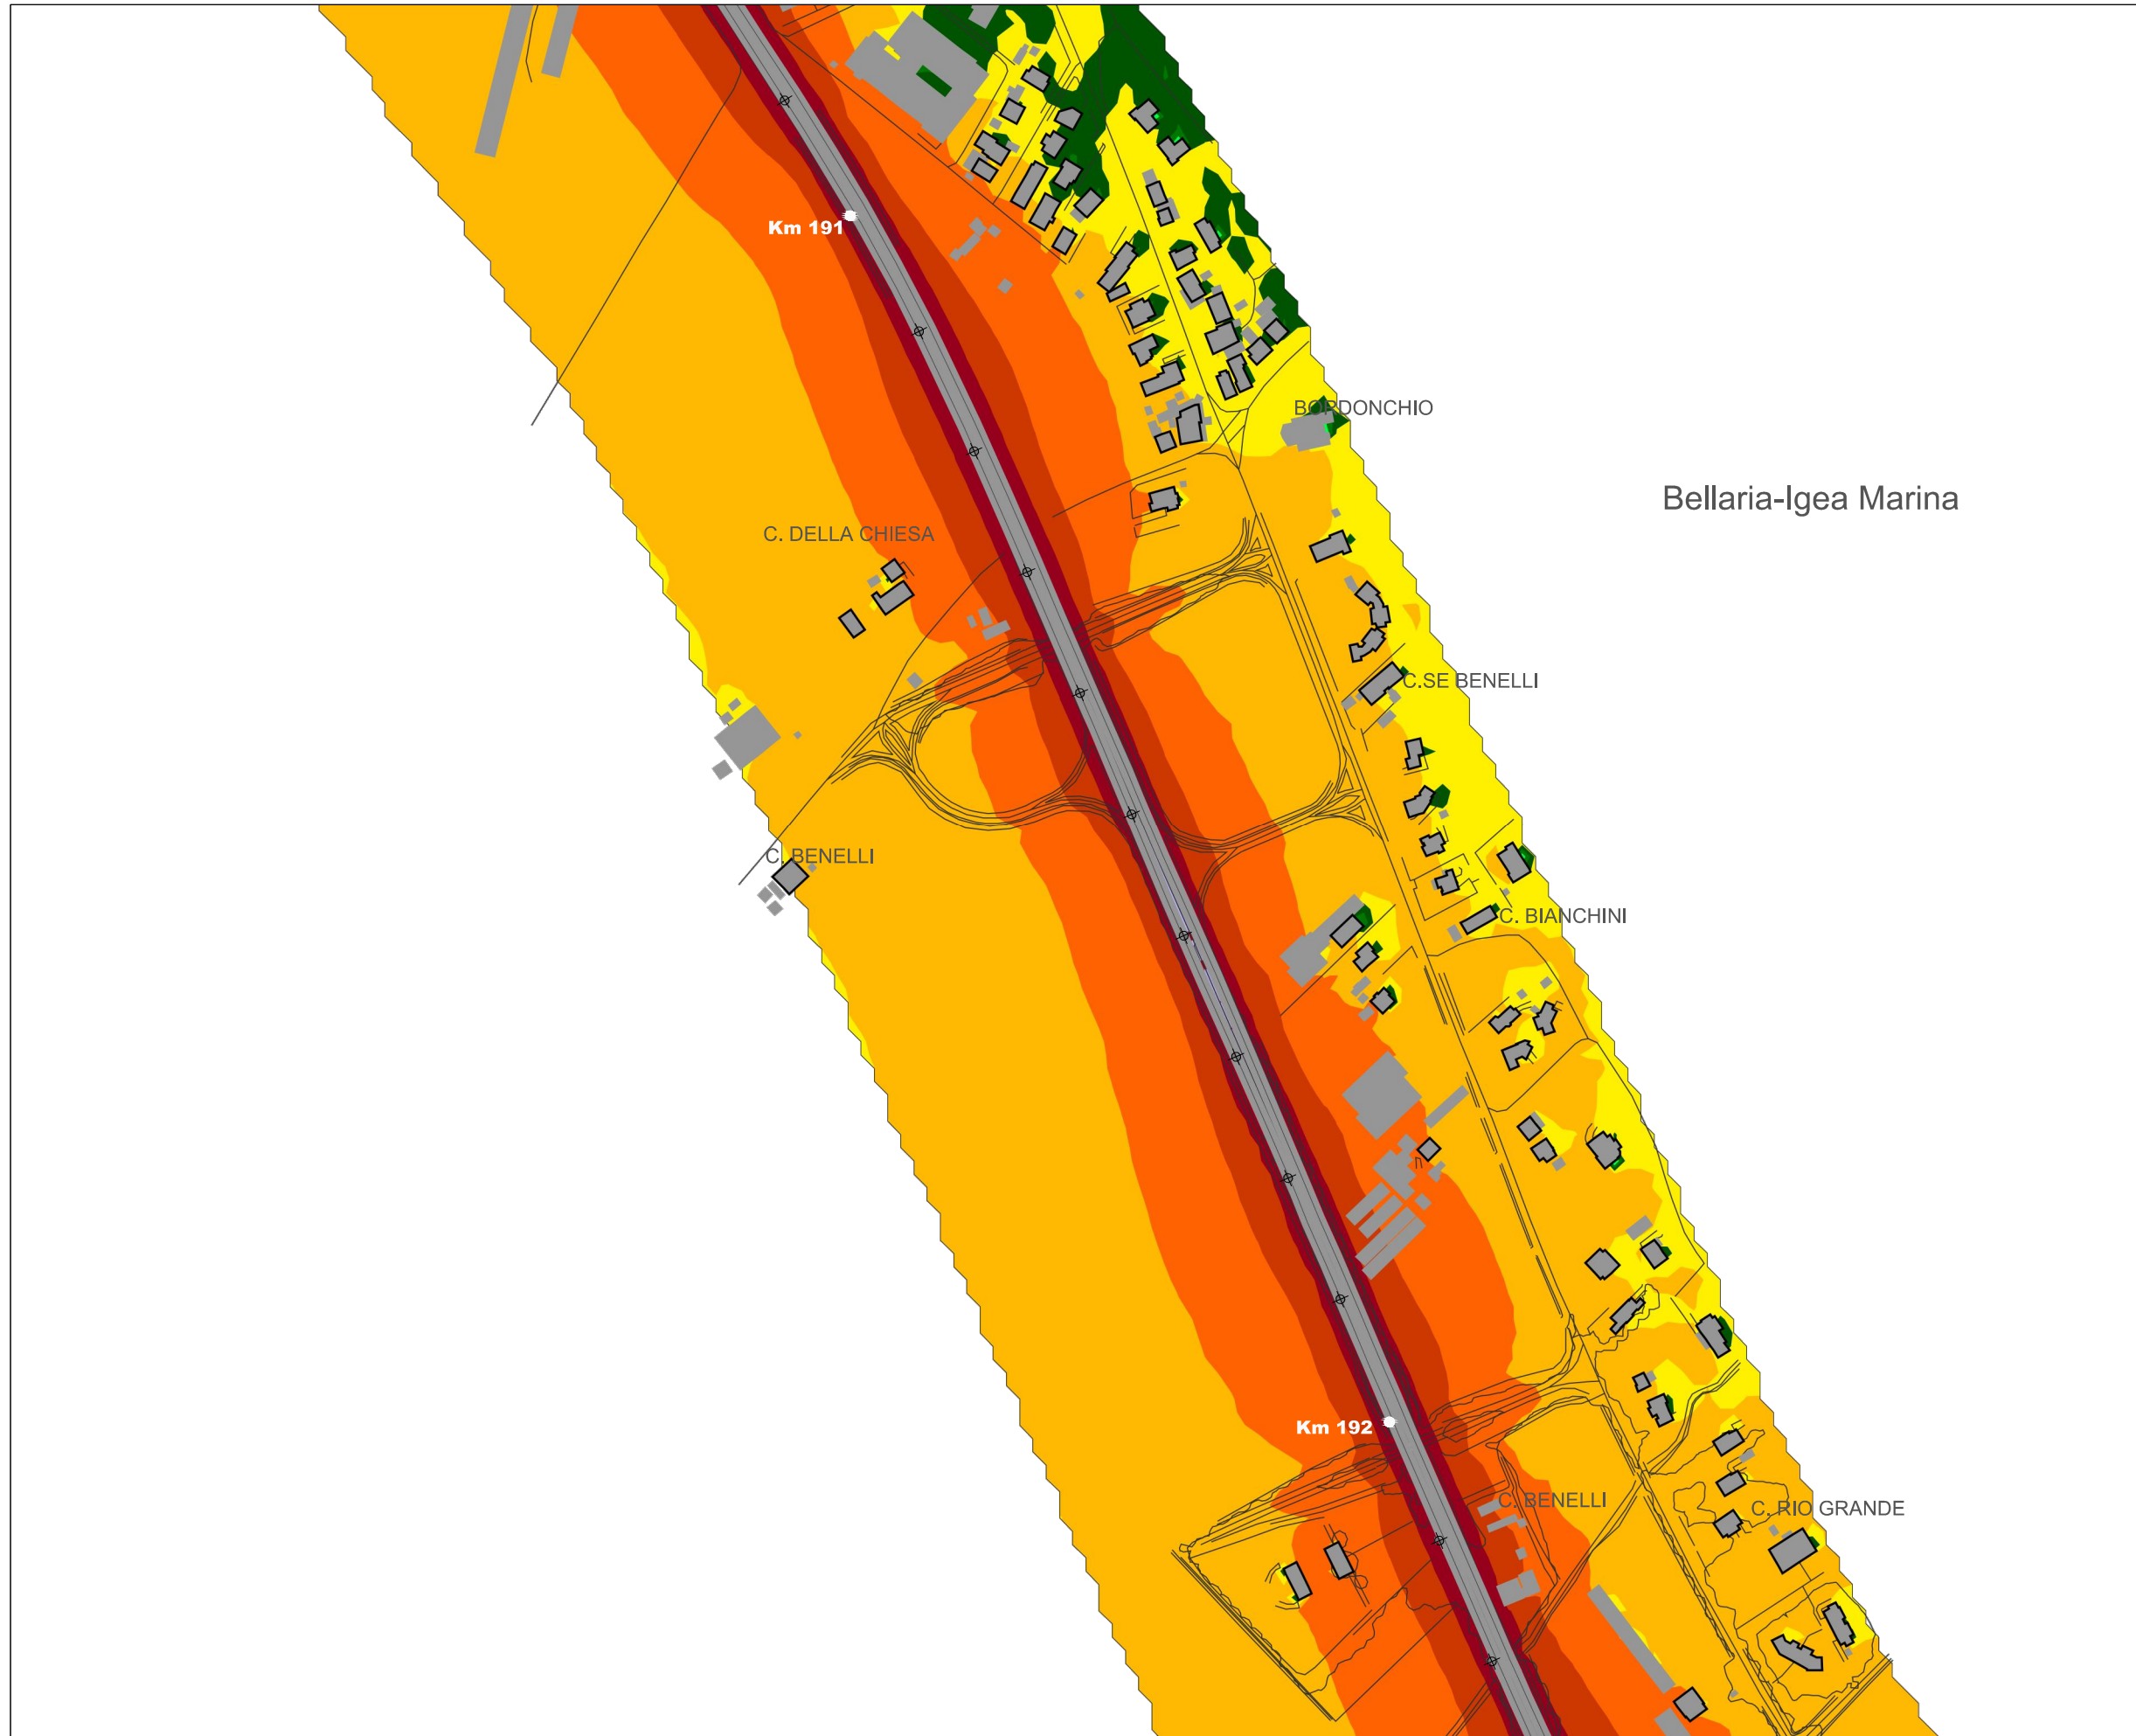 Km 191
BORDONCHIO
Bellaria-Igea Marina
C. DELLA CHIESA
C.SE BENELLI
C. BENELLI
C. BIANCHINI
Km 192
C. BENELLI
C. RIO GRANDE